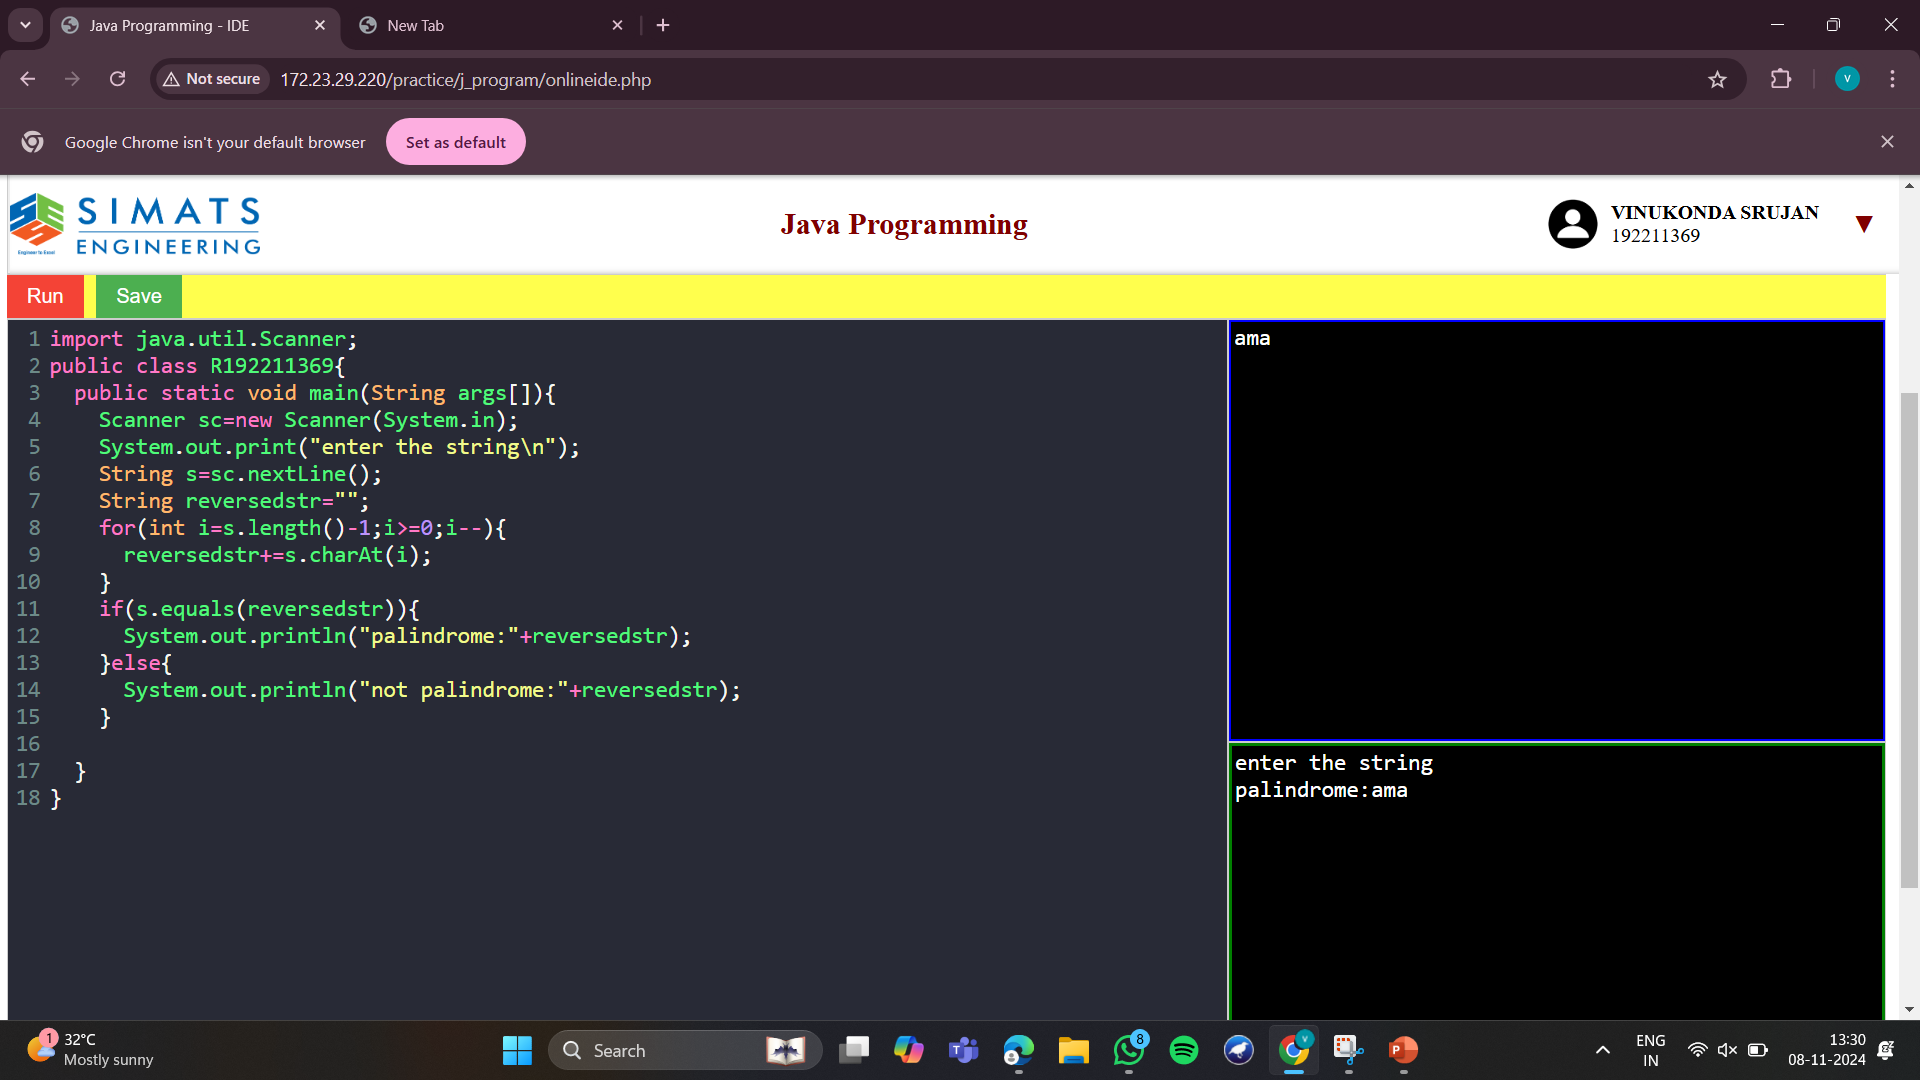 Java Programming - IDE
New Tab
Not secure
172.23.29.220/practice/j_program/onlineide.php
V
Google Chrome isn't your default browser
Set as default
SIMATS
ENGINEERING
Engineer to Excel
Java Programming
VINUKONDA SRUJAN
192211369
Run
Save
1 import java.util.Scanner;
2 public class R192211369{
3 public static void main(String args[]){
4 Scanner sc=new Scanner(System.in);
5 System.out.print("enter the string\n");
6 String s=sc.nextLine();
7 String reversedstr="";
8 for(int i=s.length()-1;i>=0;i--){
9 reversedstr+=s.charAt(i);
10 }
11 if(s.equals(reversedstr)){
12 System.out.println("palindrome:"+reversedstr);
13 }else{
14 System.out.println("not palindrome:"+reversedstr);
15 }
16
17 }
18 }
ama
enter the string
palindrome:ama
1
32°C
Mostly sunny
Search
8
V
ENG
IN
13:30
08-11-2024